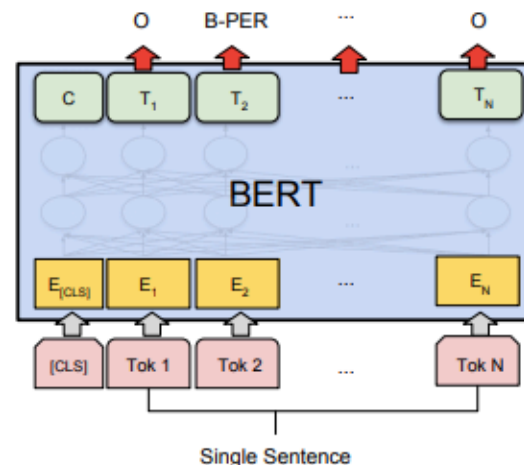 O B-PER ... O
C T1 T2 ... TN
...
BERT
...
E[CLS] E1 E2 ... EN
[CLS] Tok 1 Tok 2 ... Tok N
Single Sentence